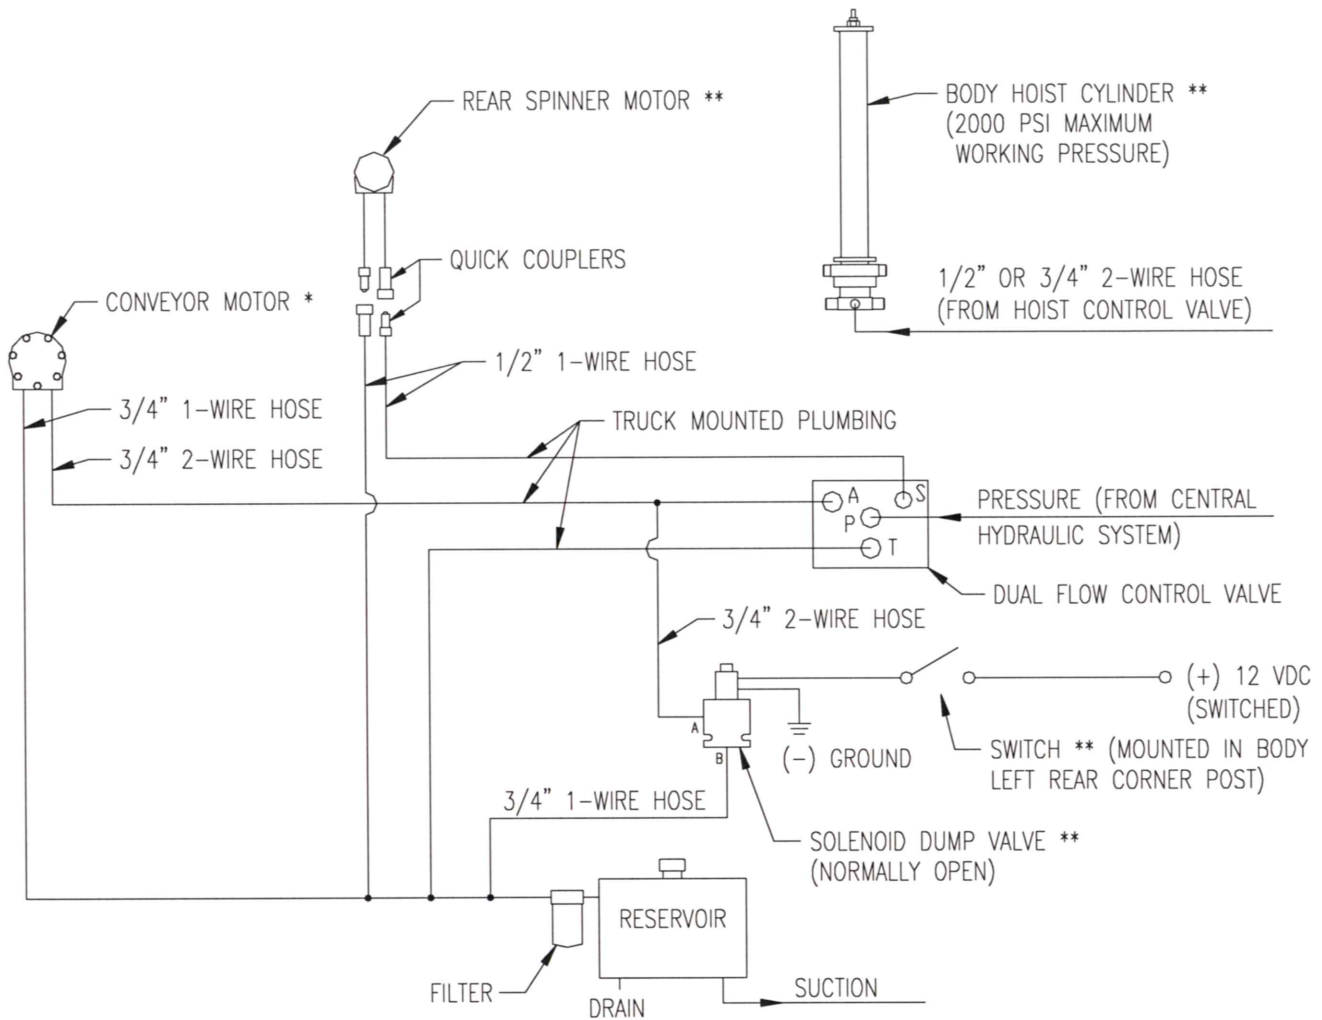 REAR SPINNER MOTOR **
BODY HOIST CYLINDER **
(2000 PSI MAXIMUM
WORKING PRESSURE)
QUICK COUPLERS
1/2" OR 3/4" 2-WIRE HOSE
(FROM HOIST CONTROL VALVE)
CONVEYOR MOTOR *
1/2" 1-WIRE HOSE
3/4" 1-WIRE HOSE
TRUCK MOUNTED PLUMBING
3/4" 2-WIRE HOSE
A
S
P
T
PRESSURE (FROM CENTRAL
HYDRAULIC SYSTEM)
DUAL FLOW CONTROL VALVE
3/4" 2-WIRE HOSE
(+) 12 VDC
(SWITCHED)
A
B
(-) GROUND
SWITCH ** (MOUNTED IN BODY
LEFT REAR CORNER POST)
3/4" 1-WIRE HOSE
SOLENOID DUMP VALVE **
(NORMALLY OPEN)
RESERVOIR
FILTER
DRAIN
SUCTION